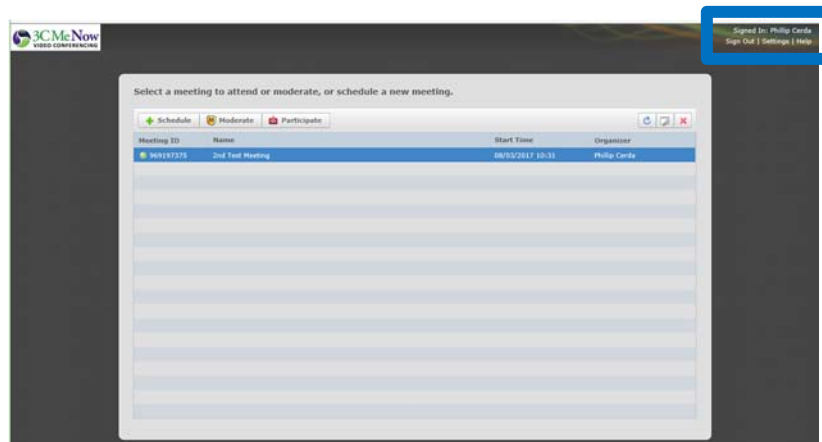 3CMeNow
VIDEO CONFERENCING
Signed In: Phillip Cerda
Sign Out | Settings | Help
Select a meeting to attend or moderate, or schedule a new meeting.
Schedule Moderate Participate
Meeting ID Name Start Time Organizer
969197375 2nd Test Meeting 08/03/2017 10:31 Philip Cerda